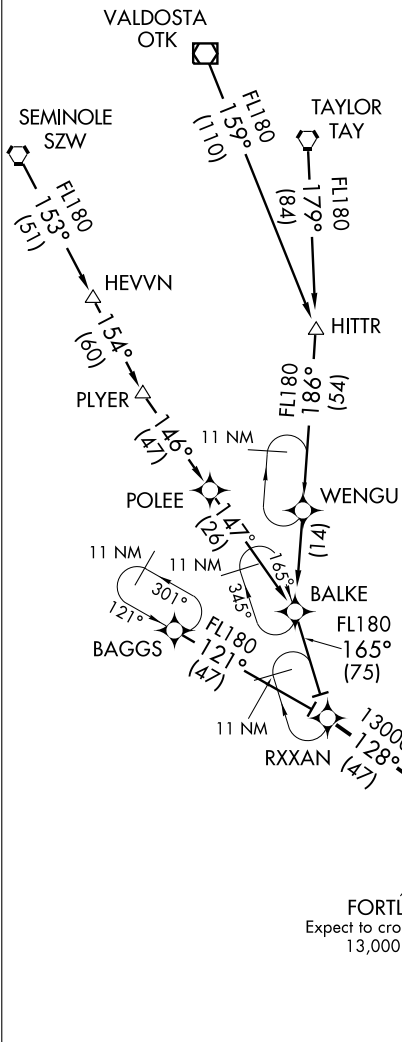 VALDOSTA
OTK
SEMINOLE
SZW
TAYLOR
TAY
FL180
159°
(110)
FL180
179°
(84)
FL180
153°
(51)
HEVVN
154°
(60)
HITTR
PLYER
FL180
186°
(54)
146°
(47)
11 NM
POLEE
WENGU
147°
(26)
(14)
11 NM
11 NM
165°
345°
BALKE
301°
121°
BAGGS
FL180
121°
(47)
FL180
165°
(75)
11 NM
RXXAN
13000
128°
(47)
FORTL
Expect to cro
13,000